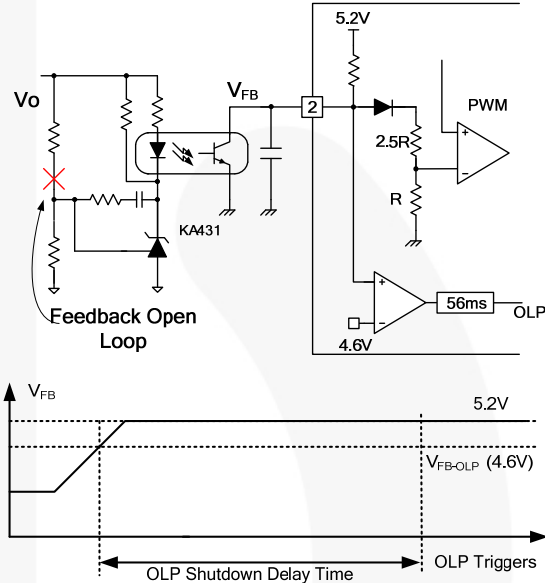 5.2V
Vo
VFB
2
PWM
2.5R
R
KA431
Feedback Open
Loop
56ms
OLP
4.6V
VFB
5.2V
VFB-OLP (4.6V)
OLP Triggers
OLP Shutdown Delay Time